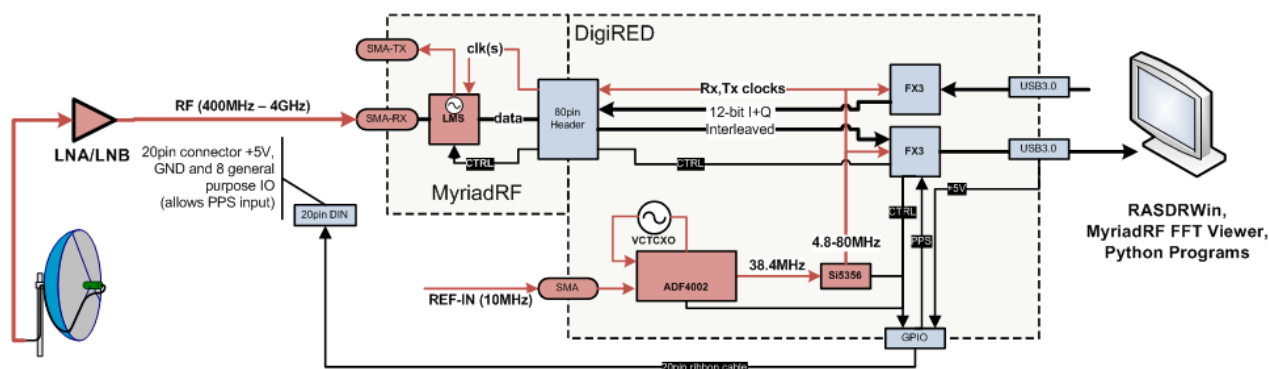 DigiRED
SMA-TX
clk(s)
Rx,Tx clocks
FX3
USB3.0
RF (400MHz – 4GHz)
12-bit I+Q
LNA/LNB
SMA-RX
LMS
data
80pin
Header
Interleaved
FX3
USB3.0
20pin connector +5V,
GND and 8 general
purpose IO
(allows PPS input)
CTRL
CTRL
MyriadRF
+5V
20pin DIN
CTRL
PPS
RASDRWin,
MyriadRF FFT Viewer,
Python Programs
VCTCXO
4.8-80MHz
38.4MHz
Si5356
ADF4002
SMA
REF-IN (10MHz)
GPIO
20pin ribbon cable